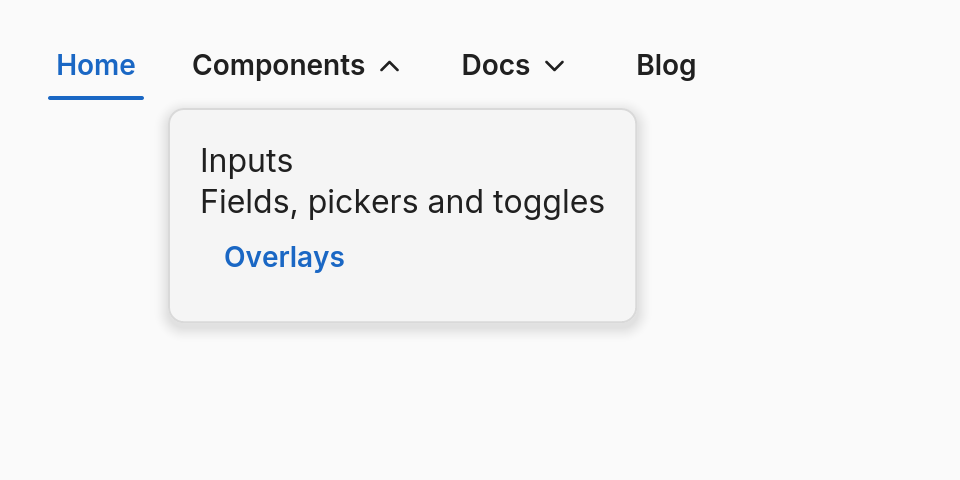 Home Components Docs Blog
Inputs
Fields, pickers and toggles
Overlays